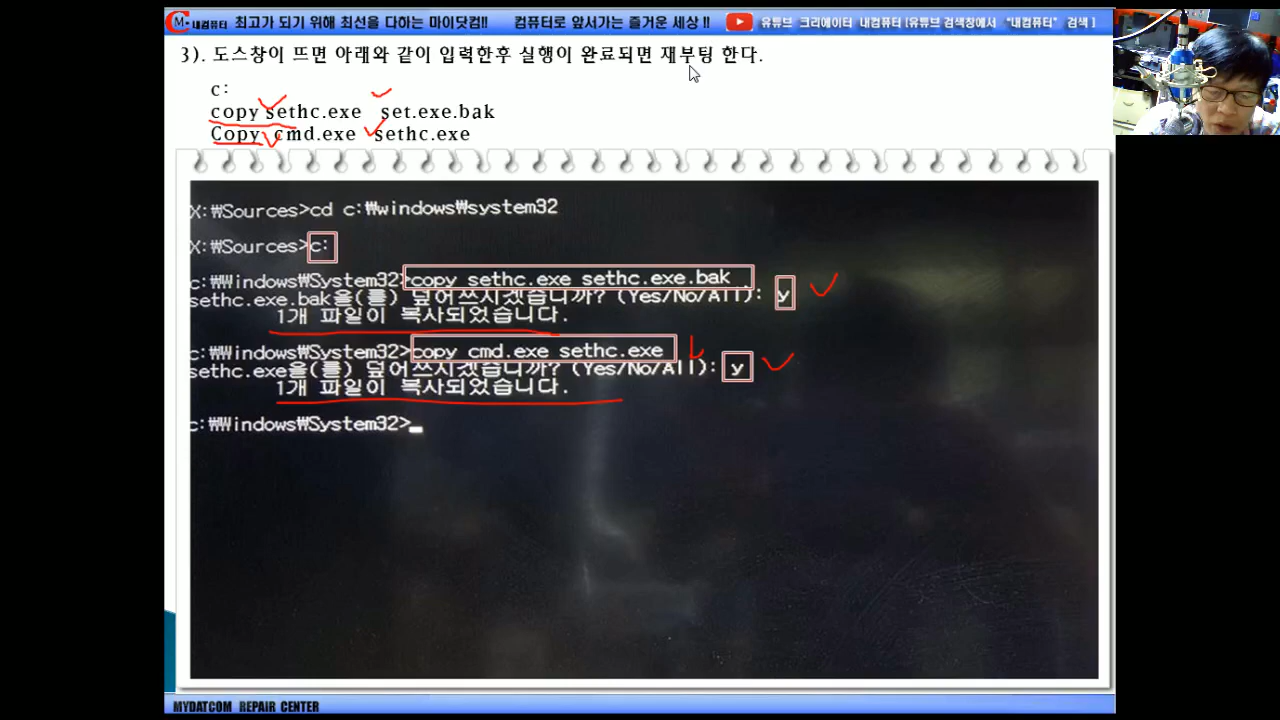 C M-내컴퓨터 최고가 되기 위해 최선을 다하는 마이닷컴!! 컴퓨터로 앞서가는 즐거운 세상 !! 유튜브 크리에이터 내컴퓨터 [유튜브 검색창에서 "내컴퓨터" 검색 ]
3). 도스창이 뜨면 아래와 같이 입력한후 실행이 완료되면 재부팅 한다.
c:
copy sethc.exe set.exe.bak
Copy cmd.exe sethc.exe
X:₩Sources>cd c:₩windows₩system32
X:₩Sources>c:
c:₩Windows₩System32>copy sethc.exe sethc.exe.bak
sethc.exe.bak을(를) 덮어쓰시겠습니까? (Yes/No/All): y
1개 파일이 복사되었습니다.
c:₩Windows₩System32>copy cmd.exe sethc.exe
sethc.exe을(를) 덮어쓰시겠습니까? (Yes/No/All): y
1개 파일이 복사되었습니다.
c:₩Windows₩System32>
MYDATCOM REPAIR CENTER